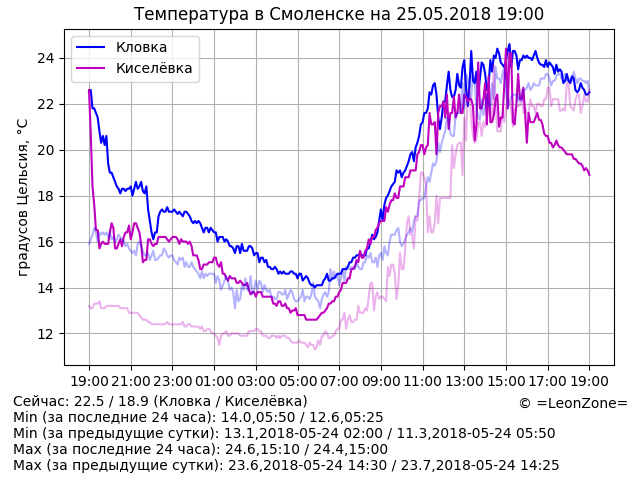 Температура в Смоленске на 25.05.2018 19:00
Кловка
Киселёвка
градусов Цельсия, °C
24
22
20
18
16
14
12
19:00 21:00 23:00 01:00 03:00 05:00 07:00 09:00 11:00 13:00 15:00 17:00 19:00
Сейчас: 22.5 / 18.9 (Кловка / Киселёвка)
© =LeonZone=
Min (за последние 24 часа): 14.0,05:50 / 12.6,05:25
Min (за предыдущие сутки): 13.1,2018-05-24 02:00 / 11.3,2018-05-24 05:50
Max (за последние 24 часа): 24.6,15:10 / 24.4,15:00
Max (за предыдущие сутки): 23.6,2018-05-24 14:30 / 23.7,2018-05-24 14:25